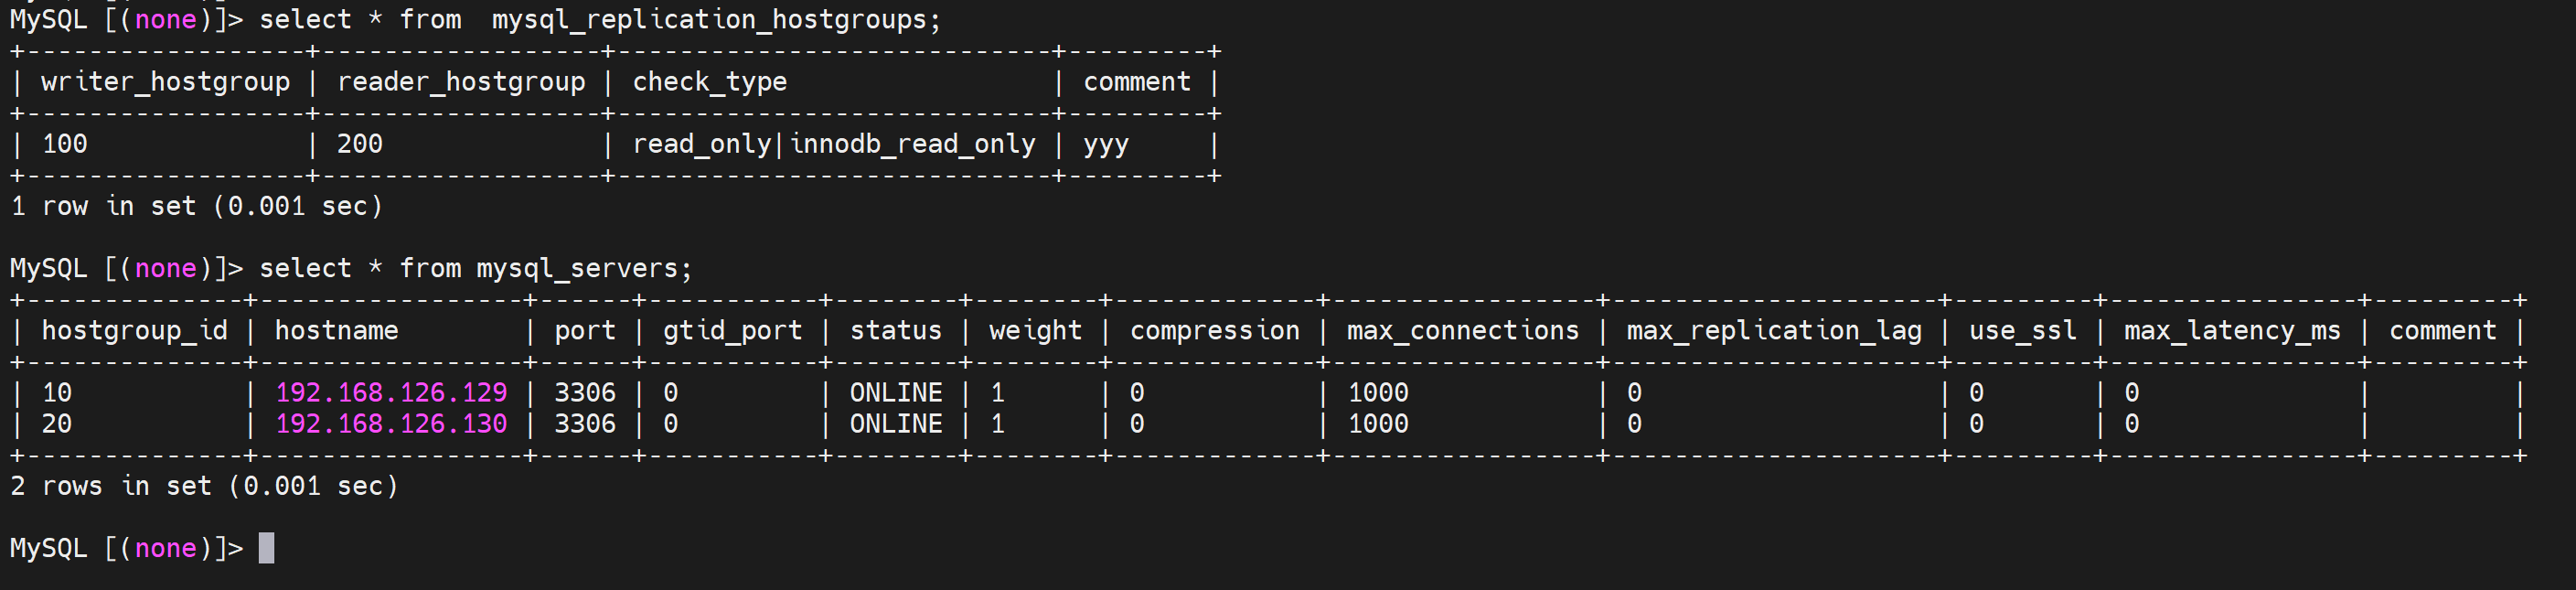 MySQL [(none)]> select * from  mysql_replication_hostgroups;
+------------------+------------------+----------------------------+---------+
| writer_hostgroup | reader_hostgroup | check_type                 | comment |
+------------------+------------------+----------------------------+---------+
| 100              | 200              | read_only|innodb_read_only | yyy     |
+------------------+------------------+----------------------------+---------+
1 row in set (0.001 sec)

MySQL [(none)]> select * from mysql_servers;
+--------------+-----------------+------+-----------+--------+--------+-------------+-----------------+---------------------+---------+----------------+---------+
| hostgroup_id | hostname        | port | gtid_port | status | weight | compression | max_connections | max_replication_lag | use_ssl | max_latency_ms | comment |
+--------------+-----------------+------+-----------+--------+--------+-------------+-----------------+---------------------+---------+----------------+---------+
| 10           | 192.168.126.129 | 3306 | 0         | ONLINE | 1      | 0           | 1000            | 0                   | 0       | 0              |         |
| 20           | 192.168.126.130 | 3306 | 0         | ONLINE | 1      | 0           | 1000            | 0                   | 0       | 0              |         |
+--------------+-----------------+------+-----------+--------+--------+-------------+-----------------+---------------------+---------+----------------+---------+
2 rows in set (0.001 sec)

MySQL [(none)]>